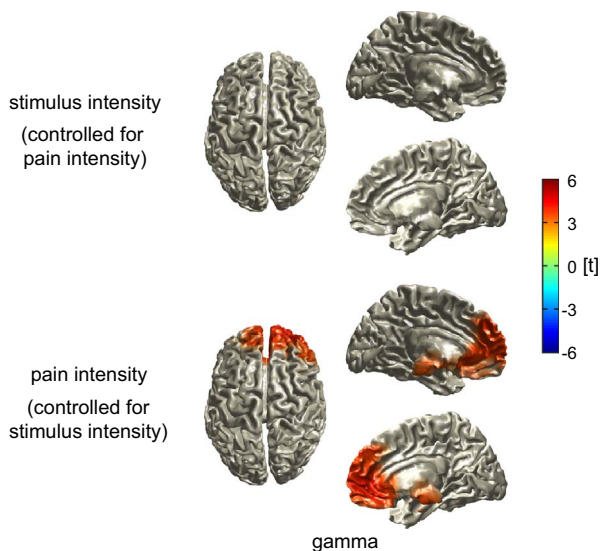 stimulus intensity
(controlled for
pain intensity)
6
3
0 [t]
-3
-6
pain intensity
(controlled for
stimulus intensity)
gamma